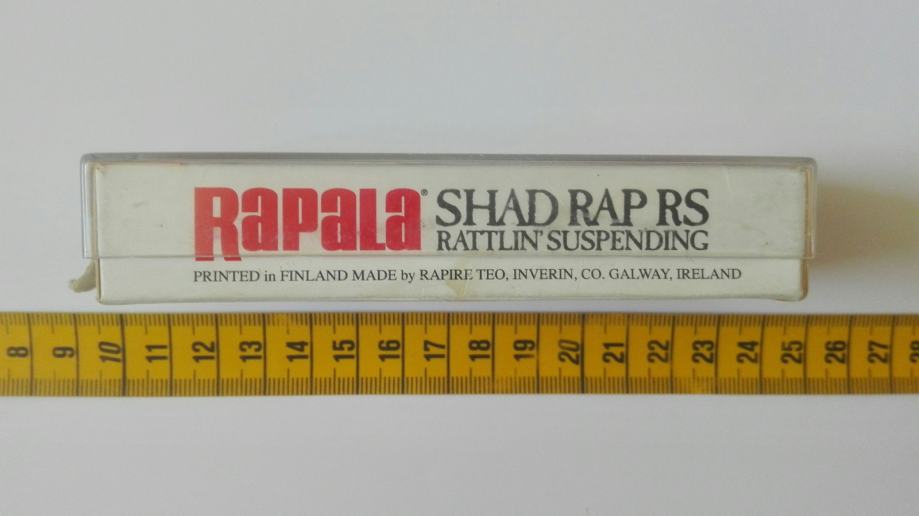 RAPALA® SHAD RAP RS
RATTLIN' SUSPENDING
PRINTED in FINLAND MADE by RAPIRE TEO, INVERIN, CO. GALWAY, IRELAND
8 9 10 11 12 13 14 15 16 17 18 19 20 21 22 23 24 25 26 27 28